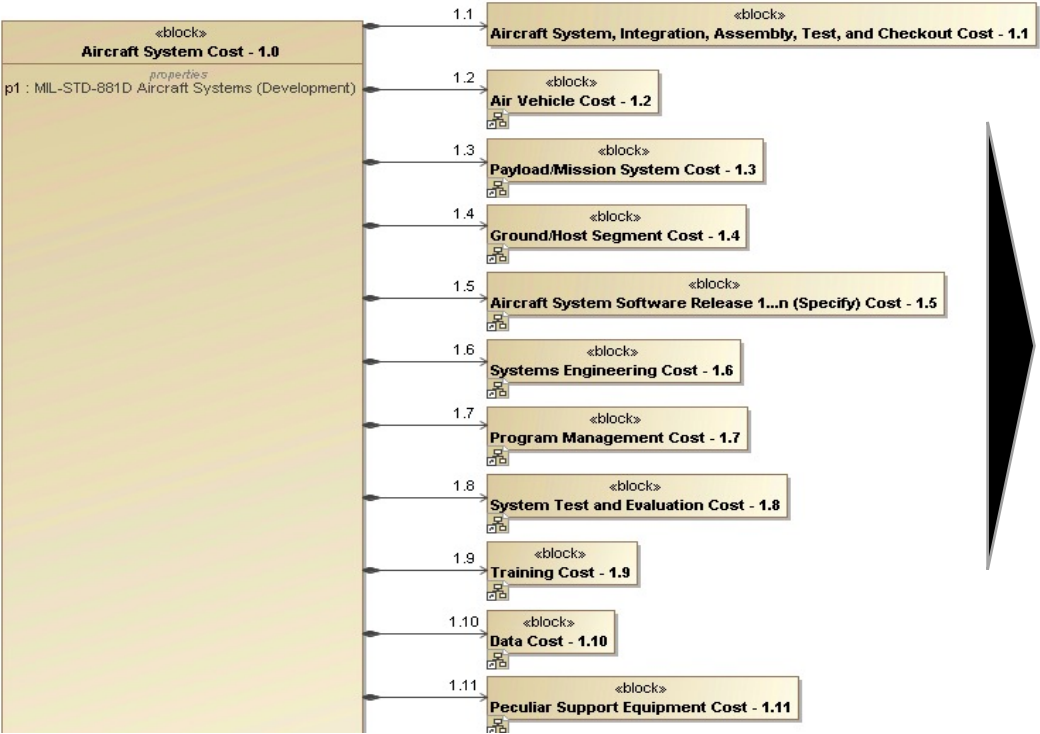 «block»
Aircraft System Cost - 1.0
properties
p1 : MIL-STD-881D Aircraft Systems (Development)
1.1
«block»
Aircraft System, Integration, Assembly, Test, and Checkout Cost - 1.1
1.2
«block»
Air Vehicle Cost - 1.2
1.3
«block»
Payload/Mission System Cost - 1.3
1.4
«block»
Ground/Host Segment Cost - 1.4
1.5
«block»
Aircraft System Software Release 1...n (Specify) Cost - 1.5
1.6
«block»
Systems Engineering Cost - 1.6
1.7
«block»
Program Management Cost - 1.7
1.8
«block»
System Test and Evaluation Cost - 1.8
1.9
«block»
Training Cost - 1.9
1.10
«block»
Data Cost - 1.10
1.11
«block»
Peculiar Support Equipment Cost - 1.11